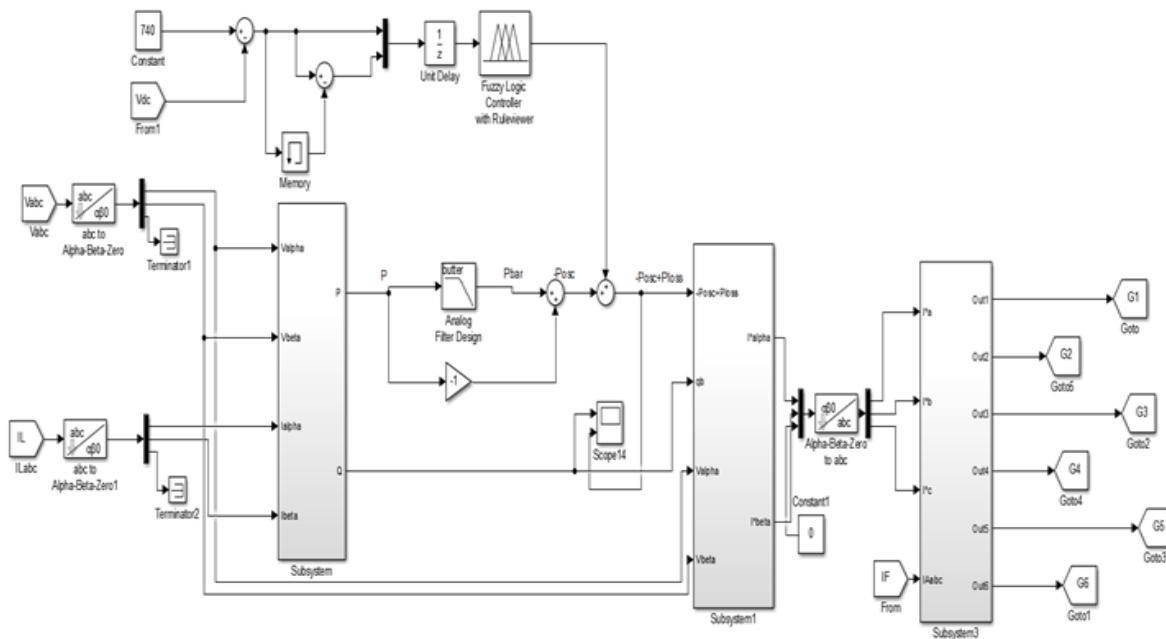 740
Constant
Vdc
From1
1
z
Unit Delay
Fuzzy Logic
Controller
with Ruleviewer
Memory
Vabc
Vabc
abc
αβ0
abc to
Alpha-Beta-Zero
Terminator1
IL
ILabc
abc
αβ0
abc to
Alpha-Beta-Zero1
Terminator2
Valpha
Vbeta
Ialpha
Ibeta
P
Q
Subsystem
P
butter
Analog
Filter Design
Pbar
-Posc
-1
-Posc+Ploss
Scope14
-Posc+Ploss
qb
Valpha
Vbeta
I*alpha
I*beta
Subsystem1
Constant1
0
αβ0
abc
Alpha-Beta-Zero
to abc
I*a
I*b
I*c
IAabc
Out1
Out2
Out3
Out4
Out5
Out6
Subsystem3
IF
From
G1
Goto
G2
Goto5
G3
Goto2
G4
Goto4
G5
Goto3
G6
Goto1